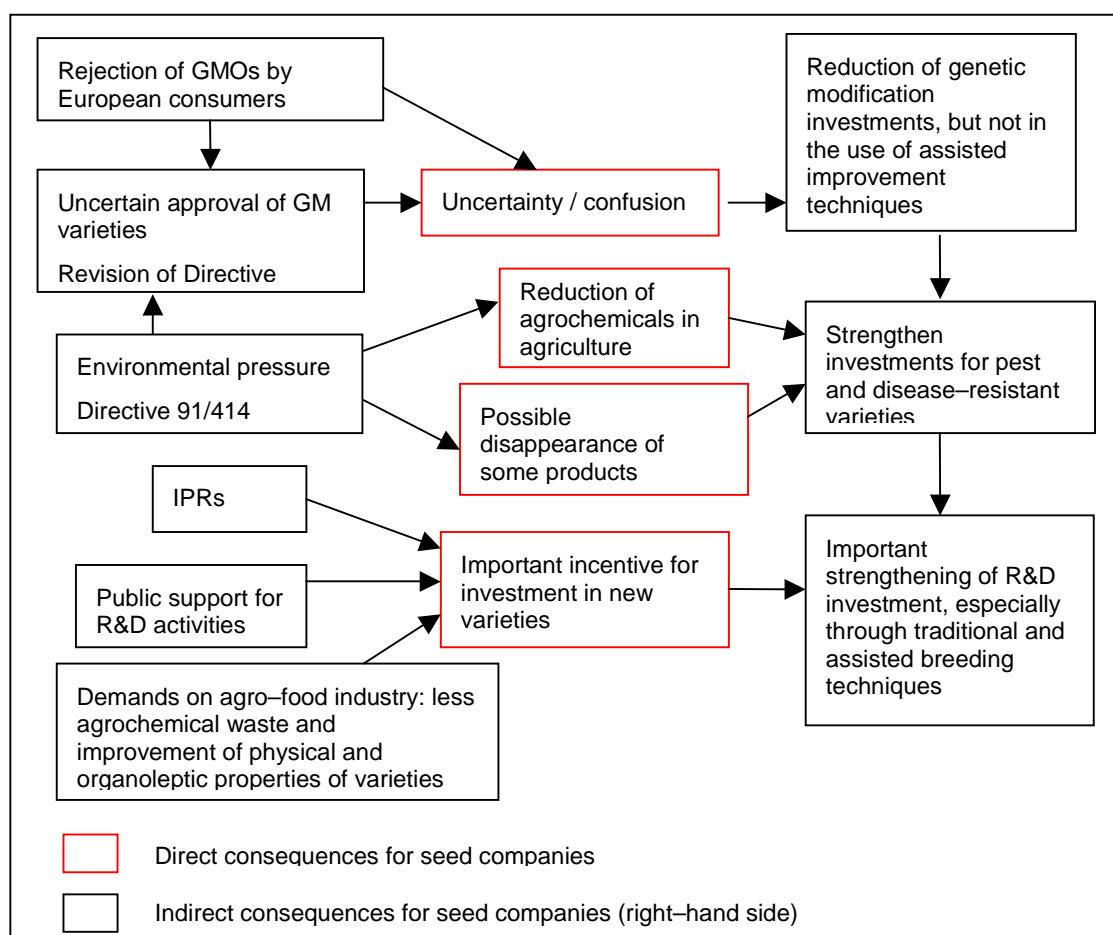 Rejection of GMOs by
European consumers
Reduction of genetic
modification
investments, but not in
the use of assisted
improvement
techniques
Uncertain approval of GM
varieties
Revision of Directive
Uncertainty / confusion
Reduction of
agrochemicals in
agriculture
Strengthen
investments for pest
and disease–resistant
varieties
Environmental pressure
Directive 91/414
Possible
disappearance of
some products
IPRs
Important incentive for
investment in new
varieties
Important
strengthening of R&D
investment, especially
through traditional and
assisted breeding
techniques
Public support for
R&D activities
Demands on agro–food industry: less
agrochemical waste and
improvement of physical and
organoleptic properties of varieties
Direct consequences for seed companies
Indirect consequences for seed companies (right–hand side)